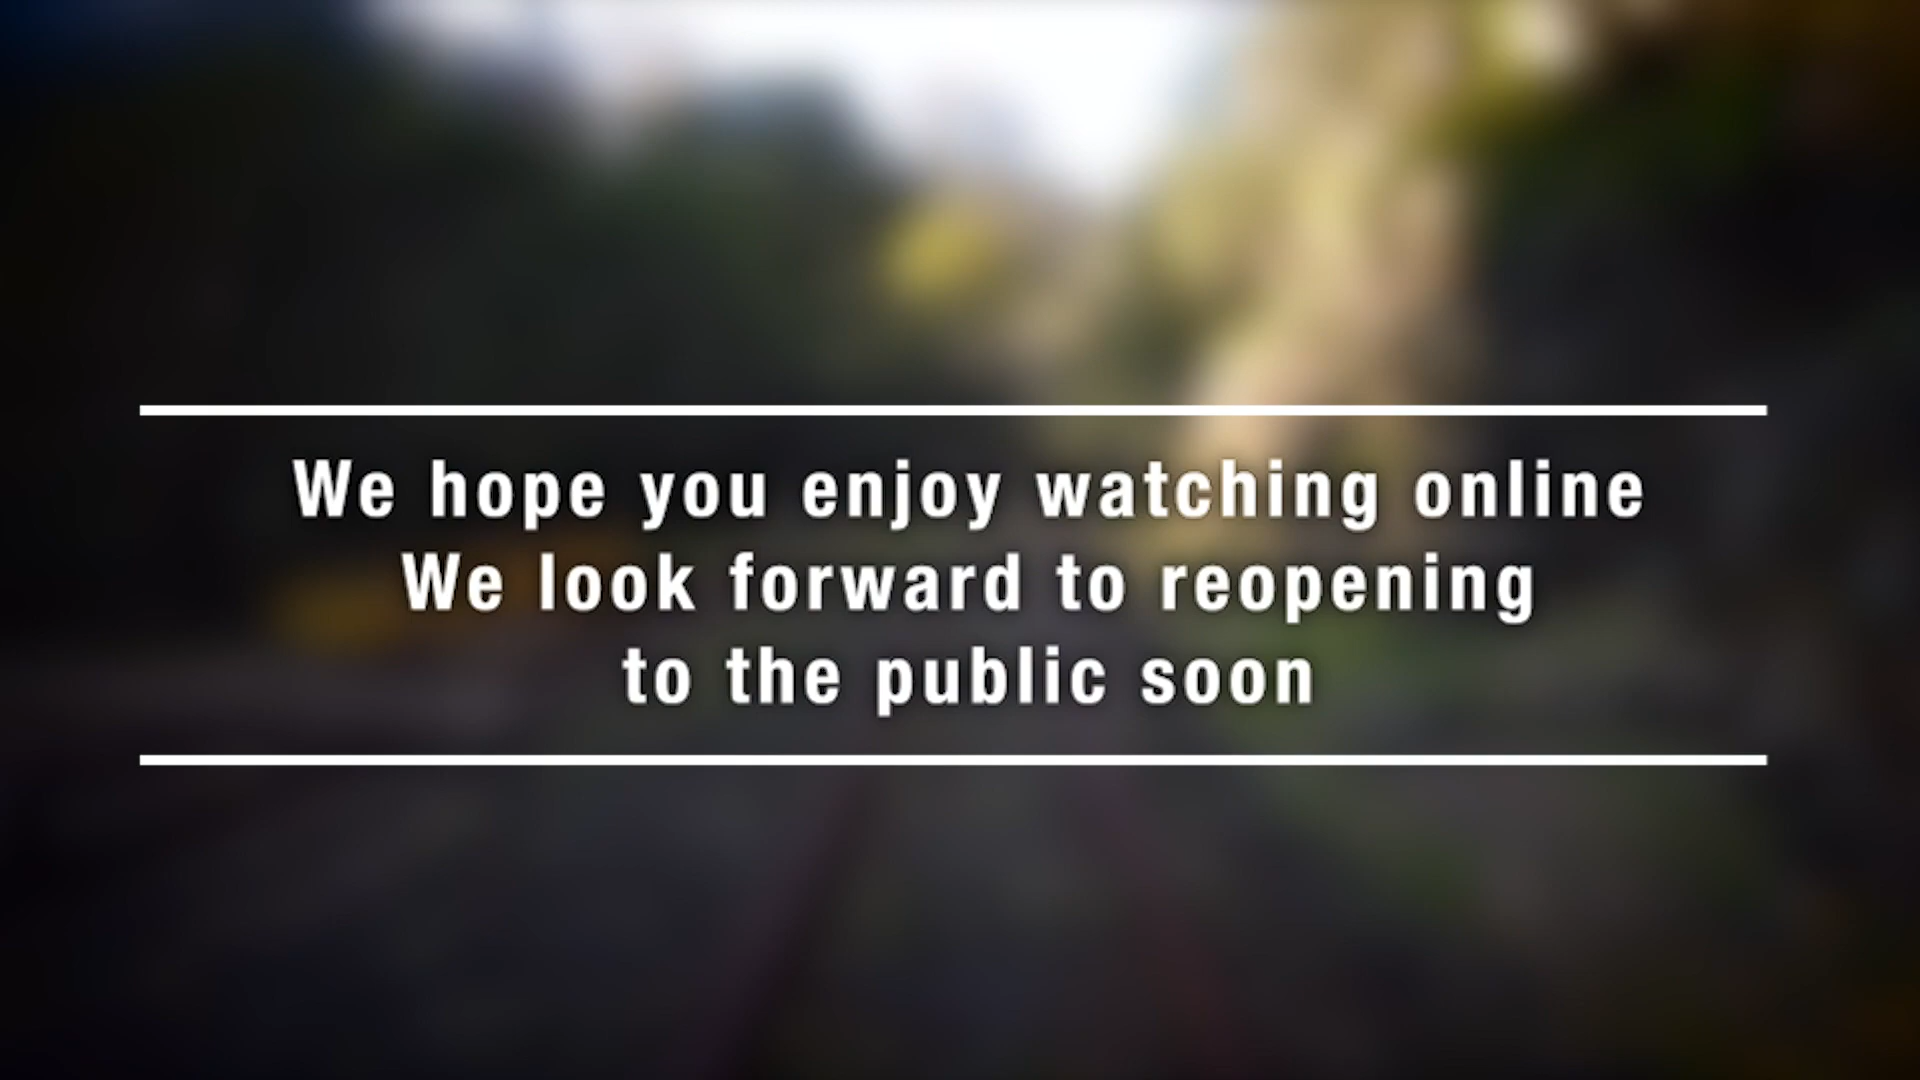 We hope you enjoy watching online
We look forward to reopening
to the public soon